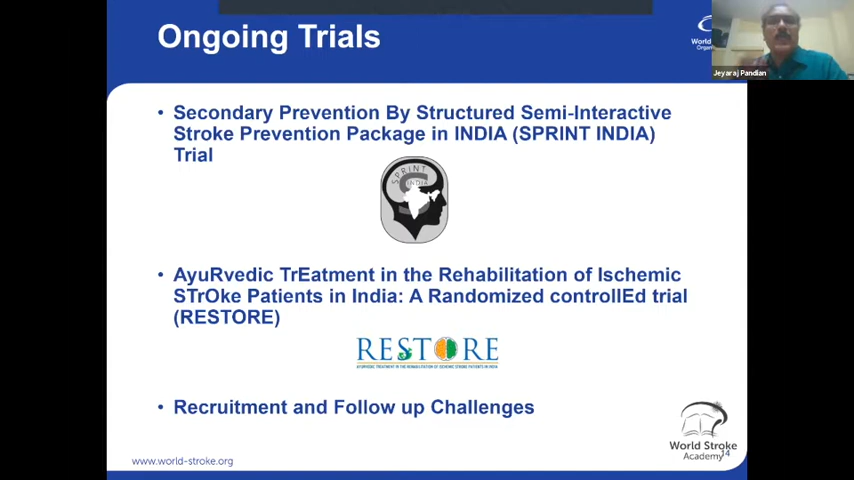 Ongoing Trials
World
Organ
Jeyaraj Pandian
• Secondary Prevention By Structured Semi-Interactive
Stroke Prevention Package in INDIA (SPRINT INDIA)
Trial
SPRINT
INDIA
• AyuRvedic TrEatment in the Rehabilitation of Ischemic
STrOke Patients in India: A Randomized controllEd trial
(RESTORE)
RESTORE
AYURVEDIC TREATMENT IN THE REHABILITATION OF ISCHEMIC STROKE PATIENTS IN INDIA
• Recruitment and Follow up Challenges
World Stroke
Academy
14
www.world-stroke.org